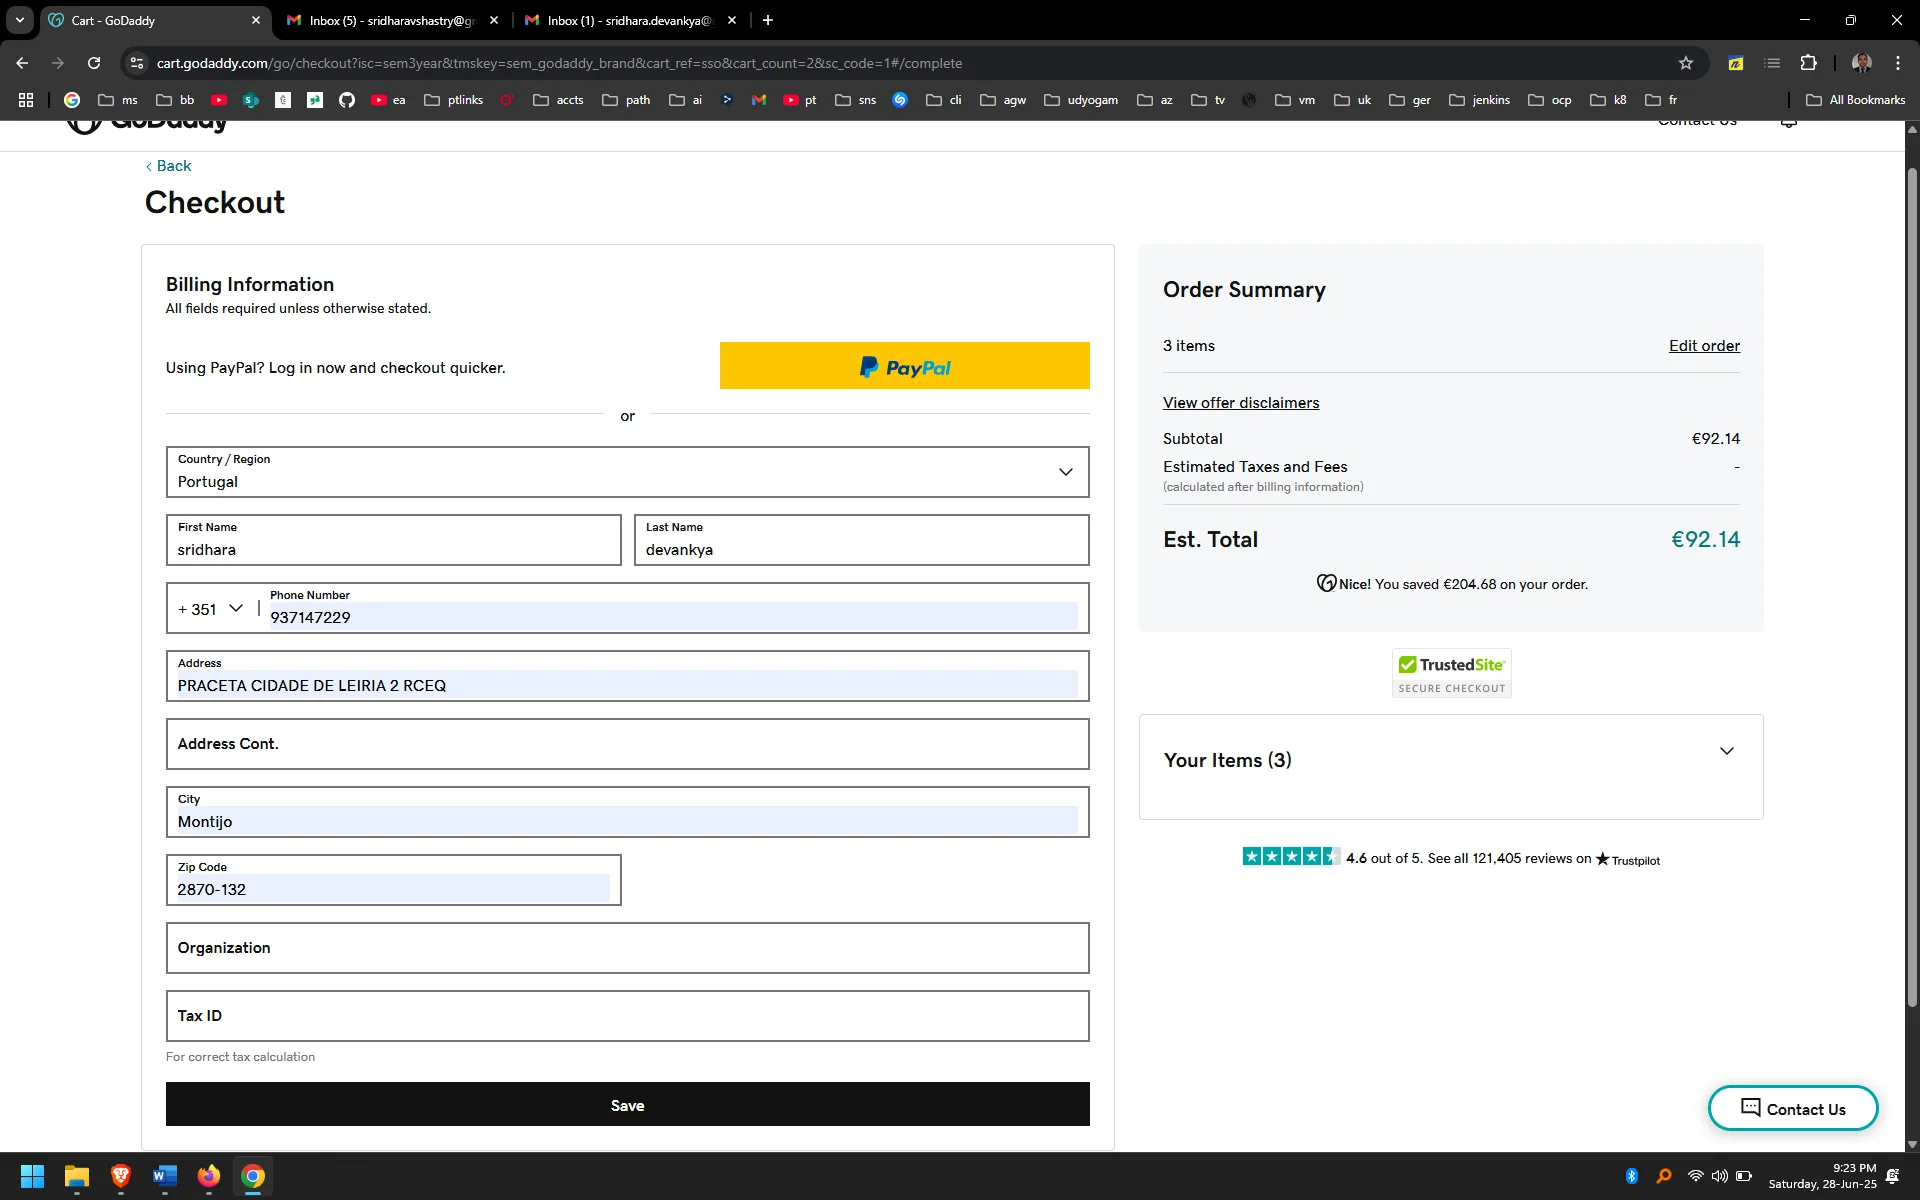 Cart - GoDaddy
Inbox (5) - sridharavshastry@gm
Inbox (1) - sridhara.devankya@
cart.godaddy.com/go/checkout?isc=sem3year&tmskey=sem_godaddy_brand&cart_ref=sso&cart_count=2&sc_code=1#/complete
ms bb ea ptlinks accts path ai pt sns cli agw udyogam az tv vm uk ger jenkins ocp k8 fr All Bookmarks
GoDaddy
Contact Us
Back
Checkout
Billing Information
All fields required unless otherwise stated.
Using PayPal? Log in now and checkout quicker.
PayPal
or
Country / Region
Portugal
First Name
sridhara
Last Name
devankya
+ 351
Phone Number
937147229
Address
PRACETA CIDADE DE LEIRIA 2 RCEQ
Address Cont.
City
Montijo
Zip Code
2870-132
Organization
Tax ID
For correct tax calculation
Save
Order Summary
3 items
Edit order
View offer disclaimers
Subtotal
€92.14
Estimated Taxes and Fees
-
(calculated after billing information)
Est. Total
€92.14
Nice! You saved €204.68 on your order.
TrustedSite
SECURE CHECKOUT
Your Items (3)
4.6 out of 5. See all 121,405 reviews on Trustpilot
Contact Us
9:23 PM
Saturday, 28-Jun-25